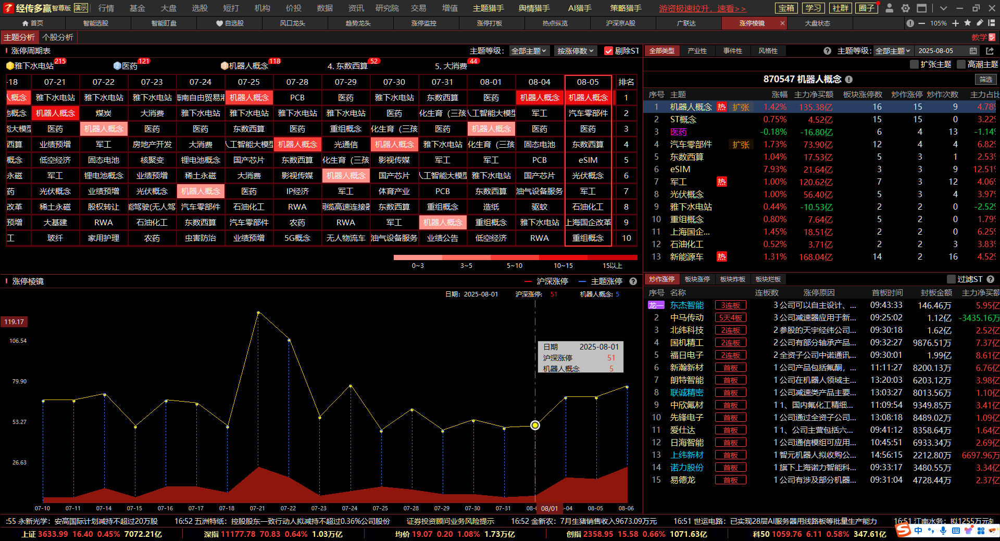 经传多赢 智尊版 演示 行情 基金 大盘 选股 短打 机构 价投 数据 资讯 研究院 交易 增值 主题猎手 舆情猎手 AI猎手 策略猎手 游资极速拉升，速看>> 宝箱 学习 社群 圈子
首页 智能选股 智能盯盘 自选股 风口龙头 趋势龙头 涨停监控 涨停打板 热点纵览 沪深京A股 广联达 涨停棱镜 大盘状态 105%
主题分析 个股分析 教学
涨停周期表 主题等级： 全部主题 按涨停数 剔除ST
雅下水电站 215 医药 121 机器人概念 118 4. 东数西算 52 5. 大消费 44
-18 07-21 07-22 07-23 07-24 07-25 07-28 07-29 07-30 07-31 08-01 08-04 08-05 排名
人概念 雅下水电站 雅下水电站 雅下水电站 海南自由贸易港 机器人概念 PCB 医药 雅下水电站 东数西算 医药 机器人概念 机器人概念 1
池概念 机器人概念 煤炭 大消费 雅下水电站 雅下水电站 雅下水电站 雅下水电站 医药 化生育（三孩 人工智能大模型 军工 汽车零部件 2
能大模型 医药 机器人概念 医药 医药 东数西算 医药 重组概念 化生育（三孩 医药 机器人概念 医药 医药 3
西算 业绩预增 军工 房地产开发 大消费 人工智能大模型 机器人概念 光通信 机器人概念 雅下水电站 化生育（三孩 固态电池 东数西算 4
概念 低空经济 固态电池 核聚变 锂电池概念 国产芯片 东数西算 化生育（三孩 影视传媒 军工 军工 PCB eSIM 5
永磁 军工 锂电池概念 业绩预增 稀土永磁 大消费 影视传媒 机器人概念 国产芯片 人工智能大模型 雅下水电站 国产芯片 光伏概念 6
药 光伏概念 业绩预增 光伏概念 机器人概念 医药 IP经济 军工 体育产业 PCB 东数西算 油气设备服务 军工 7
改革 稀土永磁 股权转让 能驾驶(无人驾 汽车零部件 石油化工 RWA 铜缆高速连接器 东数西算 重组概念 造纸 驱蚊 石油化工 8
预增 大基建 RWA 石油化工 东数西算 汽车零部件 农药 RWA 军工 机器人概念 重组概念 雅下水电站 上海国企改革 9
工 玻纤 家用护理 农药 虫害防治 业绩预增 5G概念 无人物流车 油气设备服务 业绩公告 低空经济 RWA 重组概念 10
0~3 3~5 5~10 10~15 15以上
涨停棱镜 沪深涨停 主题涨停
日期：2025-08-01 沪深涨停: 51 机器人概念: 5
119.17
106.54
79.90
53.27
26.63
日期 2025-08-01
沪深涨停 51
机器人概念 5
07-10 07-11 07-14 07-15 07-16 07-17 07-18 07-21 07-22 07-23 07-24 07-25 07-28 07-29 07-30 07-31 08-0 08/01 -04 08-05 08-06
全部类型 产业性 事件性 风格性 主题等级： 全部主题 2025-08-05
扩张主题 高潮主题
870547 机器人概念 筛选
序号 主题 涨幅 主力净买额 板块涨停数 炒作涨停 炒作次数 主力占比
1 机器人概念 热 扩张 1.42% 135.38亿 16 15 9 4.78%
2 ST概念 0.75% 4.52亿 15 15 0 3.22%
3 医药 -0.18% -16.80亿 6 4 13 -1.14%
4 汽车零部件 扩张 1.73% 73.90亿 12 4 4 6.82%
5 东数西算 1.04% 17.53亿 5 3 1 2.53%
6 eSIM 7.93% 21.64亿 3 3 9 12.51%
7 军工 热 1.00% 120.62亿 7 3 12 4.06%
8 光伏概念 1.00% 56.40亿 5 3 4 3.97%
9 雅下水电站 0.44% -10.53亿 2 2 0 -2.52%
10 重组概念 0.80% 7.64亿 5 2 0 1.79%
11 上海国企... 1.45% 18.51亿 2 2 0 6.25%
12 石油化工 0.52% 3.71亿 2 2 3 3.83%
13 新能源车 热 1.31% 168.04亿 14 2 16 4.52%
炒作涨停 板块涨停 板块炸板 板块烂板 过滤ST
序号 名称 连板数 涨停原因 首板时间 封板金额 主力净买额
龙一 东杰智能 3连板 3 公司可以自主设计、... 09:43:33 146.46万 5.95亿
2 中马传动 5天4板 3 公司减速器应用于新... 09:25:02 1.12亿 -3435.16万
3 北纬科技 2连板 2 参股的天宇经纬公司... 09:30:18 1.62亿 2.52亿
4 国机精工 2连板 2 公司有部分轴承产品... 09:32:27 9876.51万 7.37亿
5 福日电子 2连板 2 全资子公司中诺通讯... 09:30:01 1.99亿 8.61亿
6 新瀚新材 首板 1 公司产品包括氟酮，... 11:11:27 8200.13万 6.76亿
7 朗特智能 首板 1 公司在机器人领域主... 13:20:03 6203.12万 3.98亿
8 联诚精密 首板 1 公司减速类产品主要... 13:03:27 8013.56万 1.10亿
9 中欣氟材 首板 1 1、国内氟化工精细... 11:09:54 9349.85万 3.41亿
10 先锋电子 首板 1 公司通过全资子公司... 13:08:18 8489.02万 1.09亿
11 爱仕达 首板 1 1、公司主营包括六... 09:41:12 8358.64万 1.64亿
12 日海智能 首板 1 公司通信模组可应用... 10:45:51 6933.34万 2.69亿
13 上纬新材 首板 1 智元机器人拟收购公... 14:56:15 2212.80万 6697.96万
14 诺力股份 首板 1 旗下上海诺力智能科... 09:33:17 3480.55万 3.34亿
15 易德龙 首板 1 公司有涉及部分机器... 09:31:04 4728.44万 2.37亿
:55 永新光学：安高国际计划减持不超过20万股 16:52 五洲特纸：控股股东一致行动人拟减持不超过0.36%公司股份 证券投资顾问业务风险提示 16:52 金新农：7月生猪销售收入9673.09万元 16:51 世运电路：已实现28层AI服务器用线路板等批量生产能力 16:51 江南水务：拟1255万元
上证 3633.99 16.40 0.45% 7072.21亿 深指 11177.78 70.83 0.64% 1.03万亿 均价 19.07 0.20 1.08% 1.73万亿 创指 2358.95 15.58 0.66% 1071.63亿 科50 1059.76 6.11 0.58% 347.61亿 中